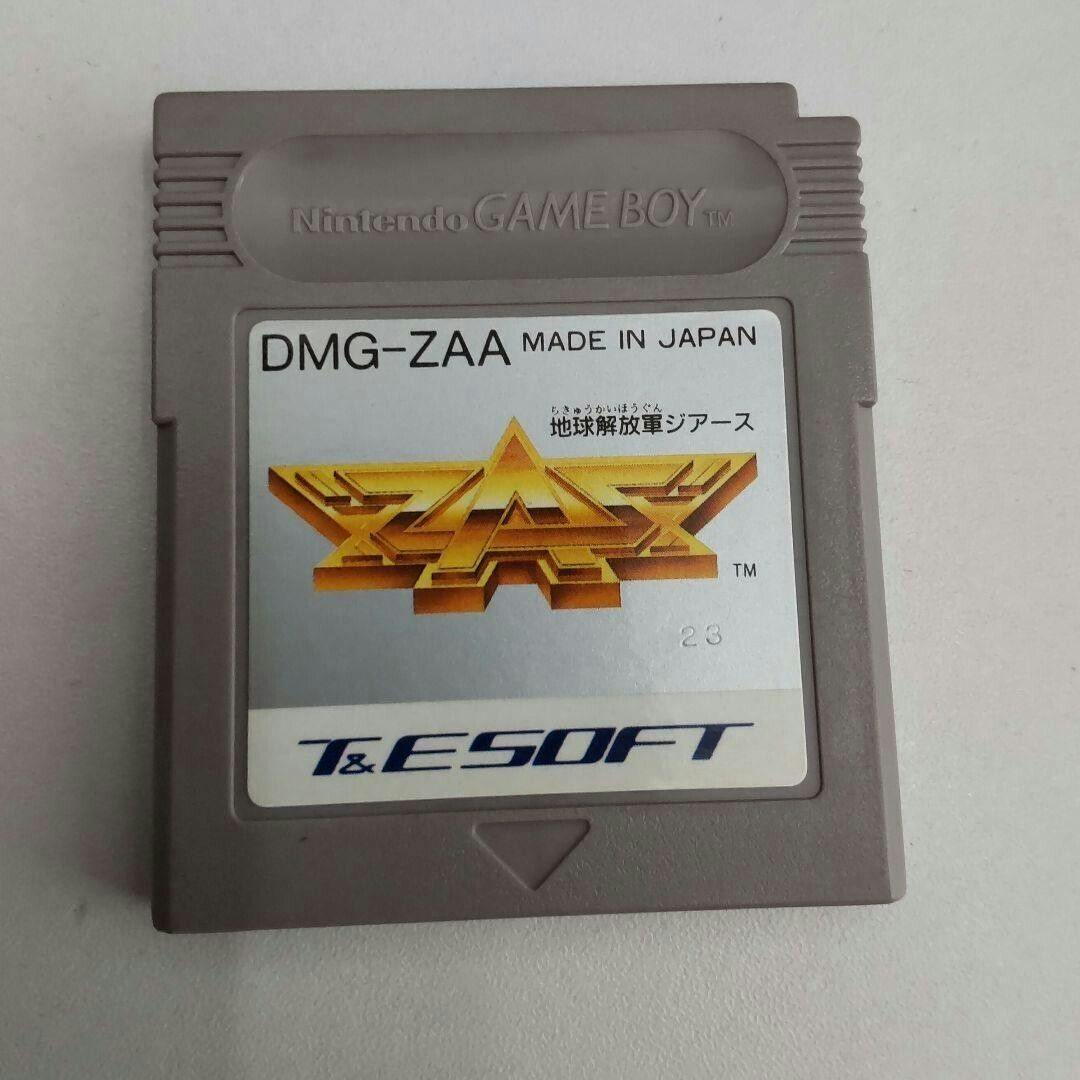 Nintendo GAME BOY™
DMG-ZAA MADE IN JAPAN
ちきゅうかいほうぐん
地球解放軍ジアース
ZAS
TM
23
T&ESOFT